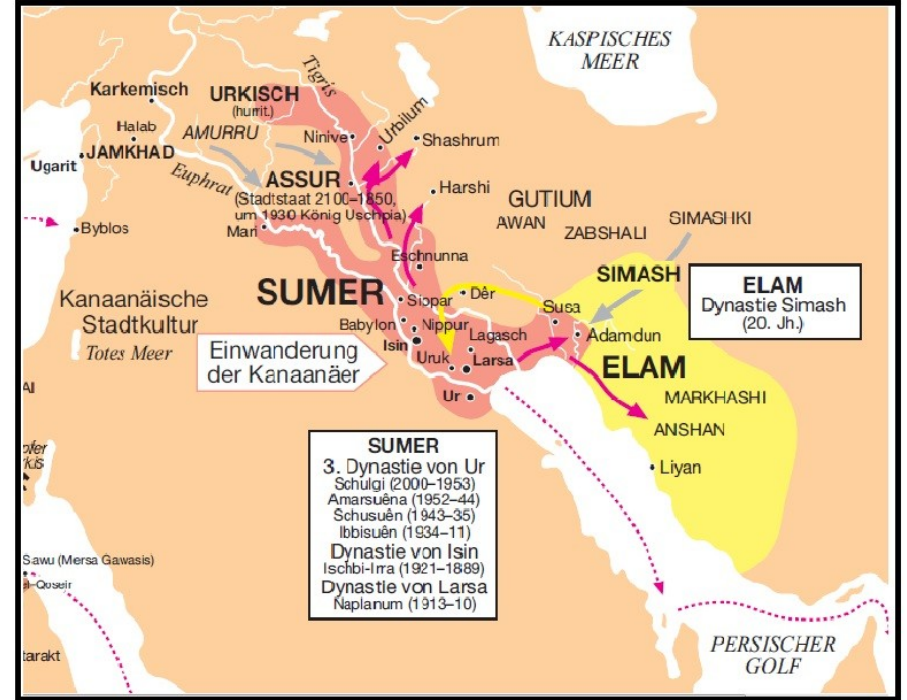 KASPISCHES
MEER
Tigris
Karkemisch
URKISCH
(hurrit.)
Urbilum
Halab
AMURRU
Ninive
Shashrum
JAMKHAD
Ugarit
Euphrat
ASSUR
(Stadtstaat 2100–1850,
um 1930 König Uschpia)
Harshi
GUTIUM
AWAN
ZABSHALI
SIMASHKI
Byblos
Mari
Eschnunna
SIMASH
ELAM
Dynastie Simash
(20. Jh.)
SUMER
Sippar
Dêr
Susa
Kanaanäische
Stadtkultur
Totes Meer
Babylon
Nippur
Adamdun
Isin
Lagasch
Einwanderung
der Kanaanäer
Uruk
Larsa
ELAM
Ur
MARKHASHI
ANSHAN
Liyan
SUMER
3. Dynastie von Ur
Schulgi (2000–1953)
Amarsuêna (1952–44)
Schusuên (1943–35)
Ibbisuên (1934–11)
Dynastie von Isin
Ischbi-Irra (1921–1889)
Dynastie von Larsa
Naplanum (1913–10)
Sawu (Mersa Gawasis)
PERSISCHER
GOLF
tarakt